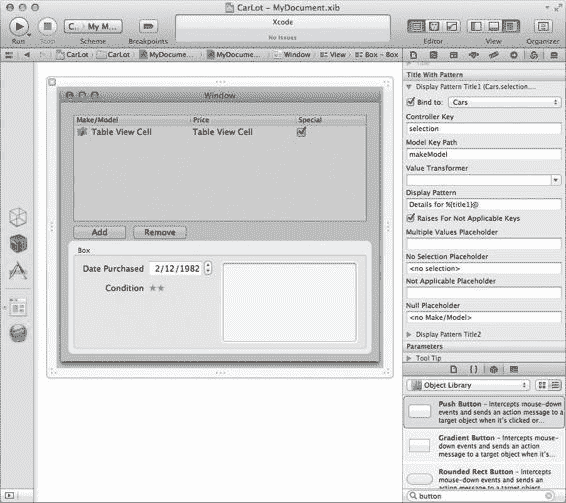 CarLot – MyDocument.xib
C.. My M...
Run
Stop
Scheme
Breakpoints
Xcode
No Issues
Editor
View
Organizer
CarLot
CarLot
MyDocume...
MyDocume...
Window
View
Box – Box
Window
Make/Model
Price
Special
Table View Cell
Table View Cell
Add
Remove
Box
Date Purchased
2/12/1982
Condition
Title With Pattern
Display Pattern Title1 (Cars.selection....
Bind to:
Cars
Controller Key
selection
Model Key Path
makeModel
Value Transformer
Display Pattern
Details for %{title1}@
Raises For Not Applicable Keys
Multiple Values Placeholder
No Selection Placeholder
<no selection>
Not Applicable Placeholder
Null Placeholder
<no Make/Model>
Display Pattern Title2
Parameters
Tool Tip
Object Library
Push Button – Intercepts mouse-down
events and sends an action message to a
target object when it's clicked or...
Gradient Button – Intercepts
mouse-down events and sends an
action message to a target object
when it's...
Rounded Rect Button – Intercepts
mouse-down events and sends an
action message to a target object
button